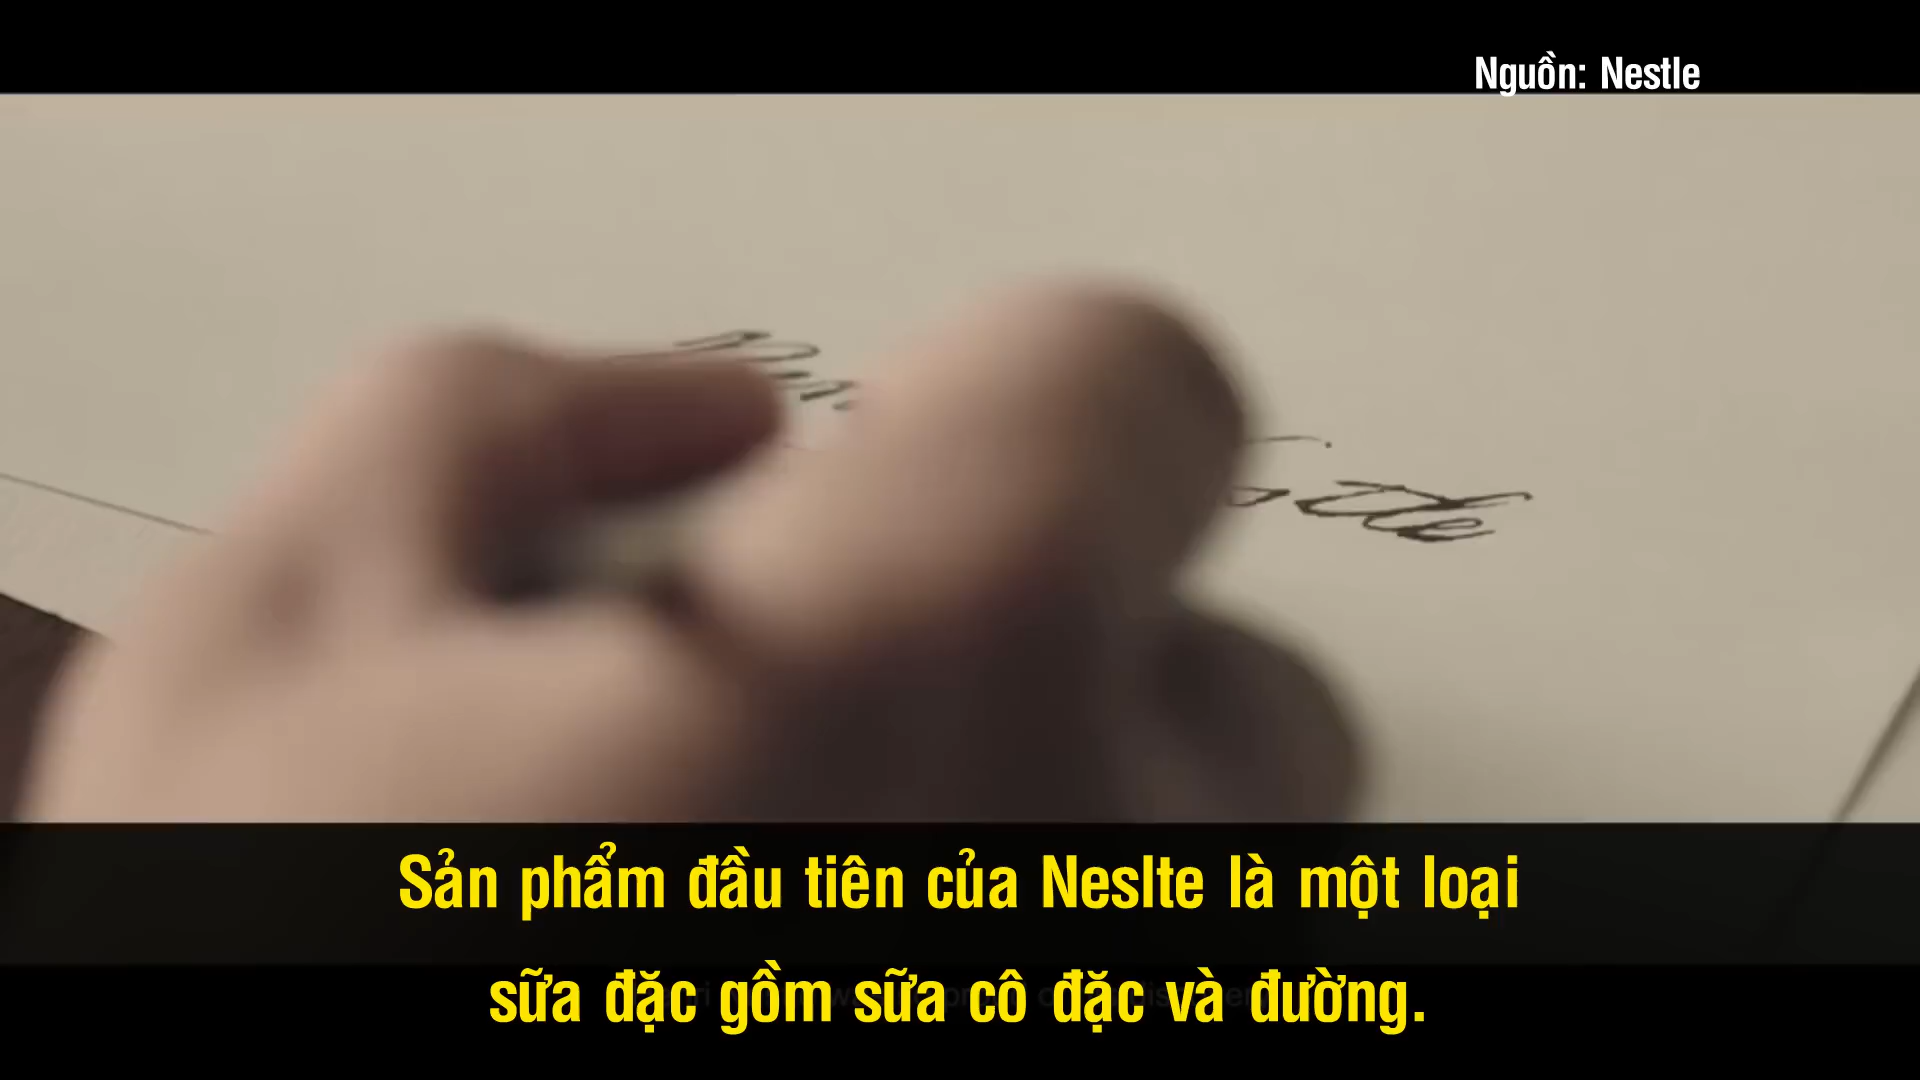 Nguồn: Nestle
Sản phẩm đầu tiên của Neslte là một loại
sữa đặc gồm sữa cô đặc và đường.